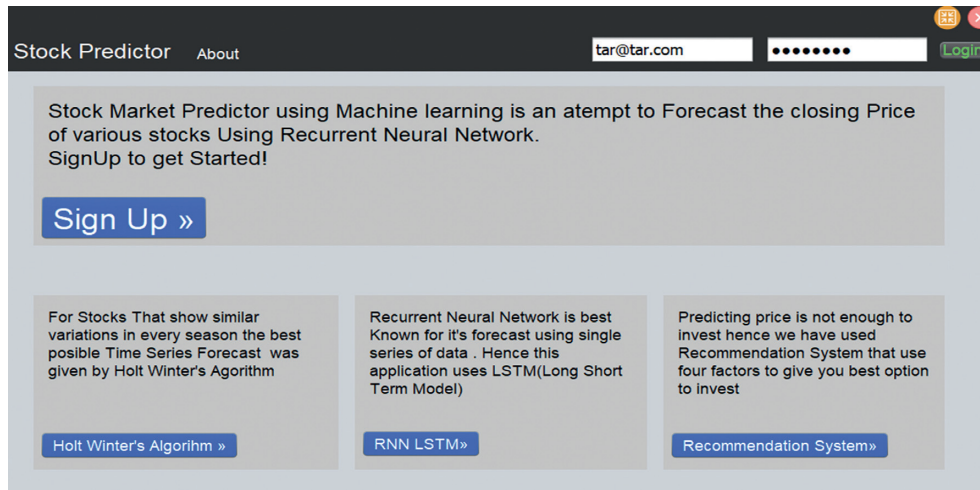 Stock Predictor About tar@tar.com ●●●●●●●● Login
Stock Market Predictor using Machine learning is an atempt to Forecast the closing Price
of various stocks Using Recurrent Neural Network.
SignUp to get Started!
Sign Up »
For Stocks That show similar
variations in every season the best
posible Time Series Forecast was
given by Holt Winter's Agorithm
Holt Winter's Algorihm »
Recurrent Neural Network is best
Known for it's forecast using single
series of data . Hence this
application uses LSTM(Long Short
Term Model)
RNN LSTM»
Predicting price is not enough to
invest hence we have used
Recommendation System that use
four factors to give you best option
to invest
Recommendation System»